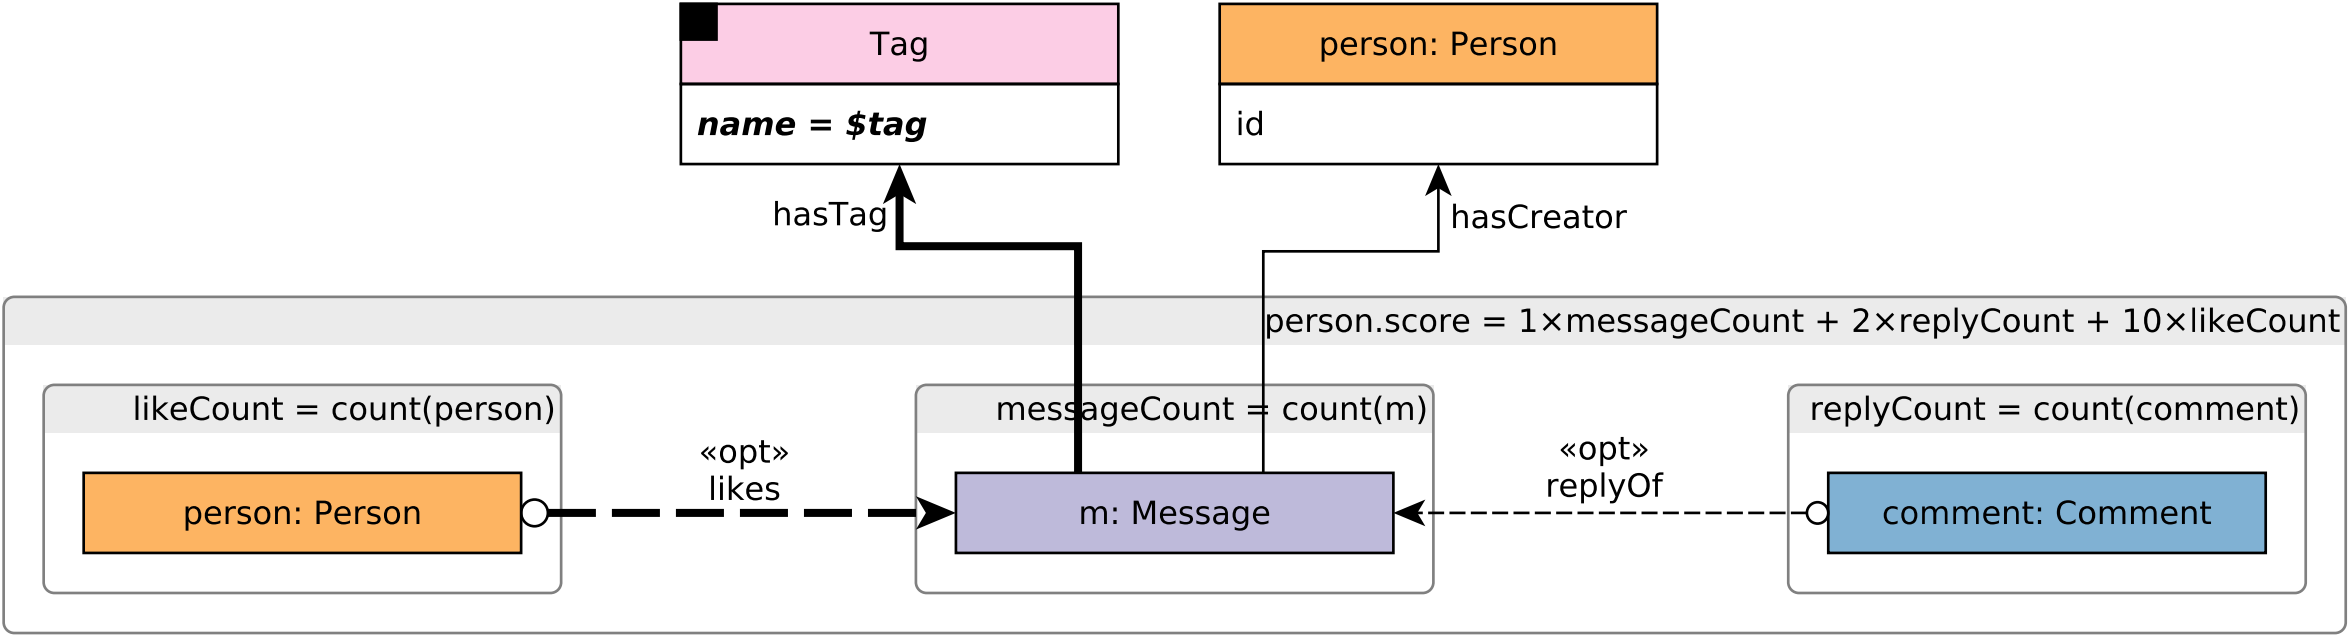 Tag
person: Person
name = $tag
id
hasTag
hasCreator
person.score = 1×messageCount + 2×replyCount + 10×likeCount
likeCount = count(person)
messageCount = count(m)
replyCount = count(comment)
«opt»
likes
«opt»
replyOf
person: Person
m: Message
comment: Comment